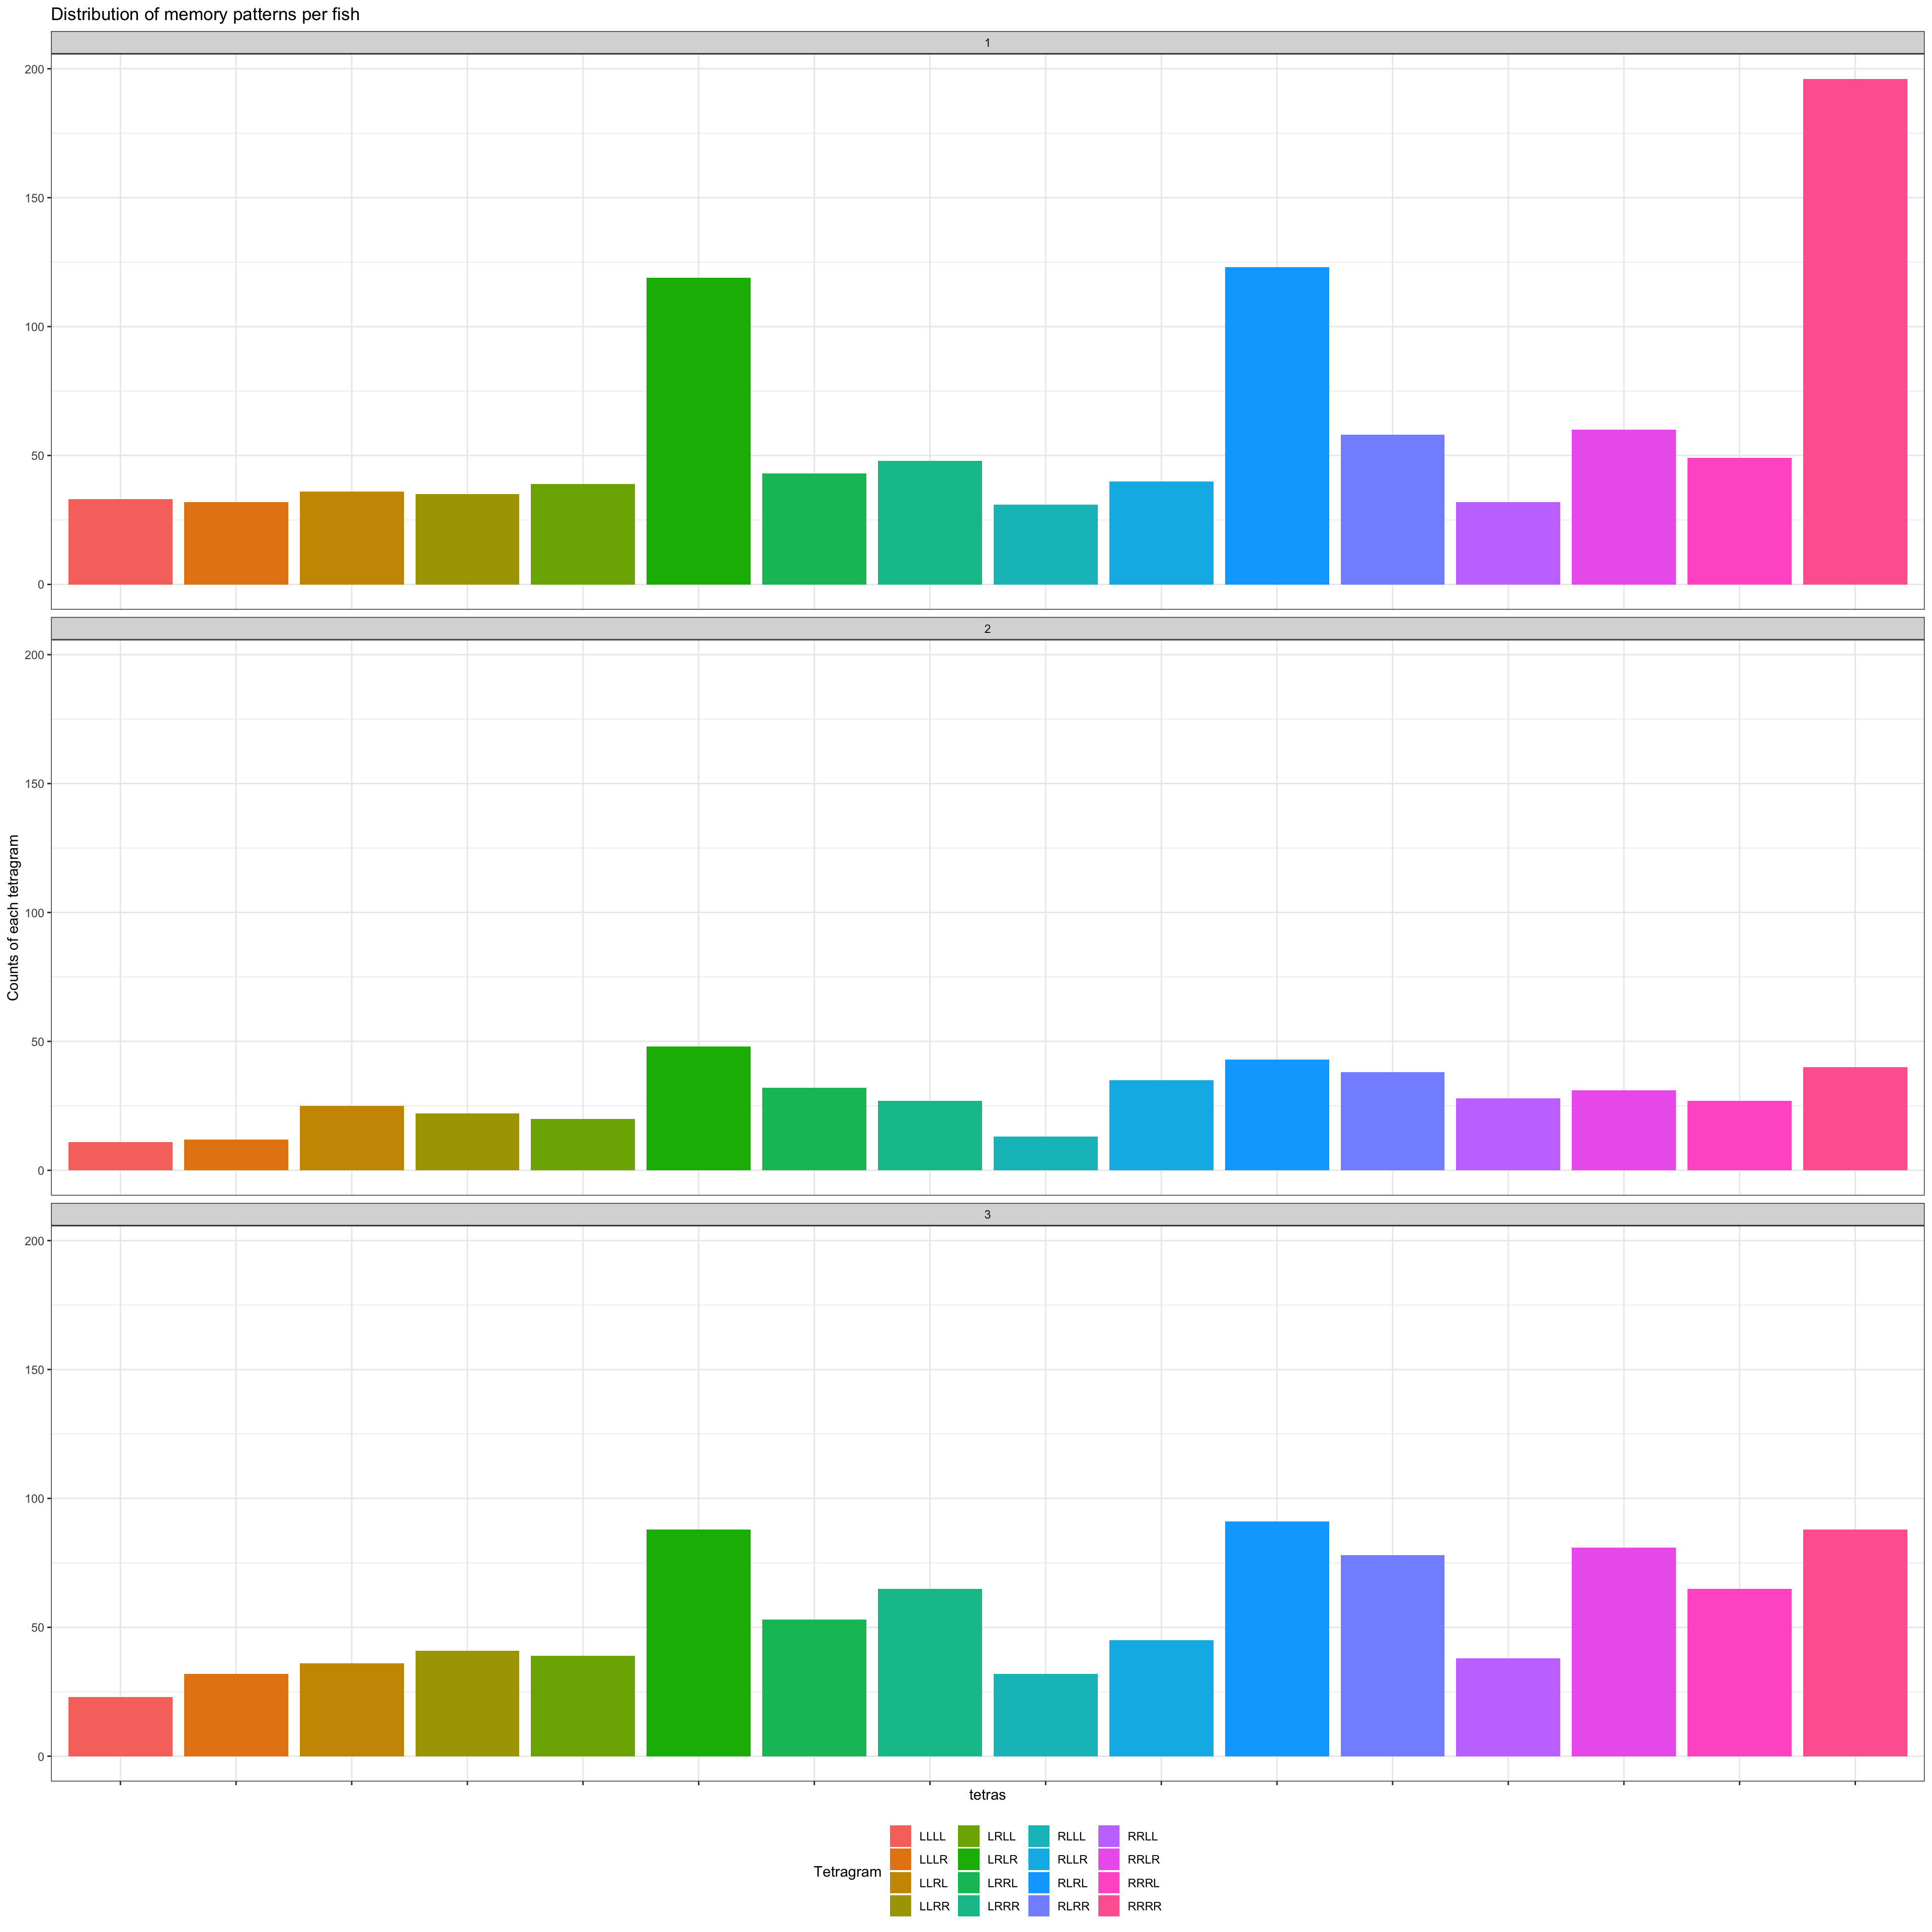 Distribution of memory patterns per fish
1
200
150
100
50
0
2
200
150
100
50
0
Counts of each tetragram
3
200
150
100
50
0
tetras
Tetragram
LLLL LRLL RLLL RRLL
LLLR LRLR RLLR RRLR
LLRL LRRL RLRL RRRL
LLRR LRRR RLRR RRRR